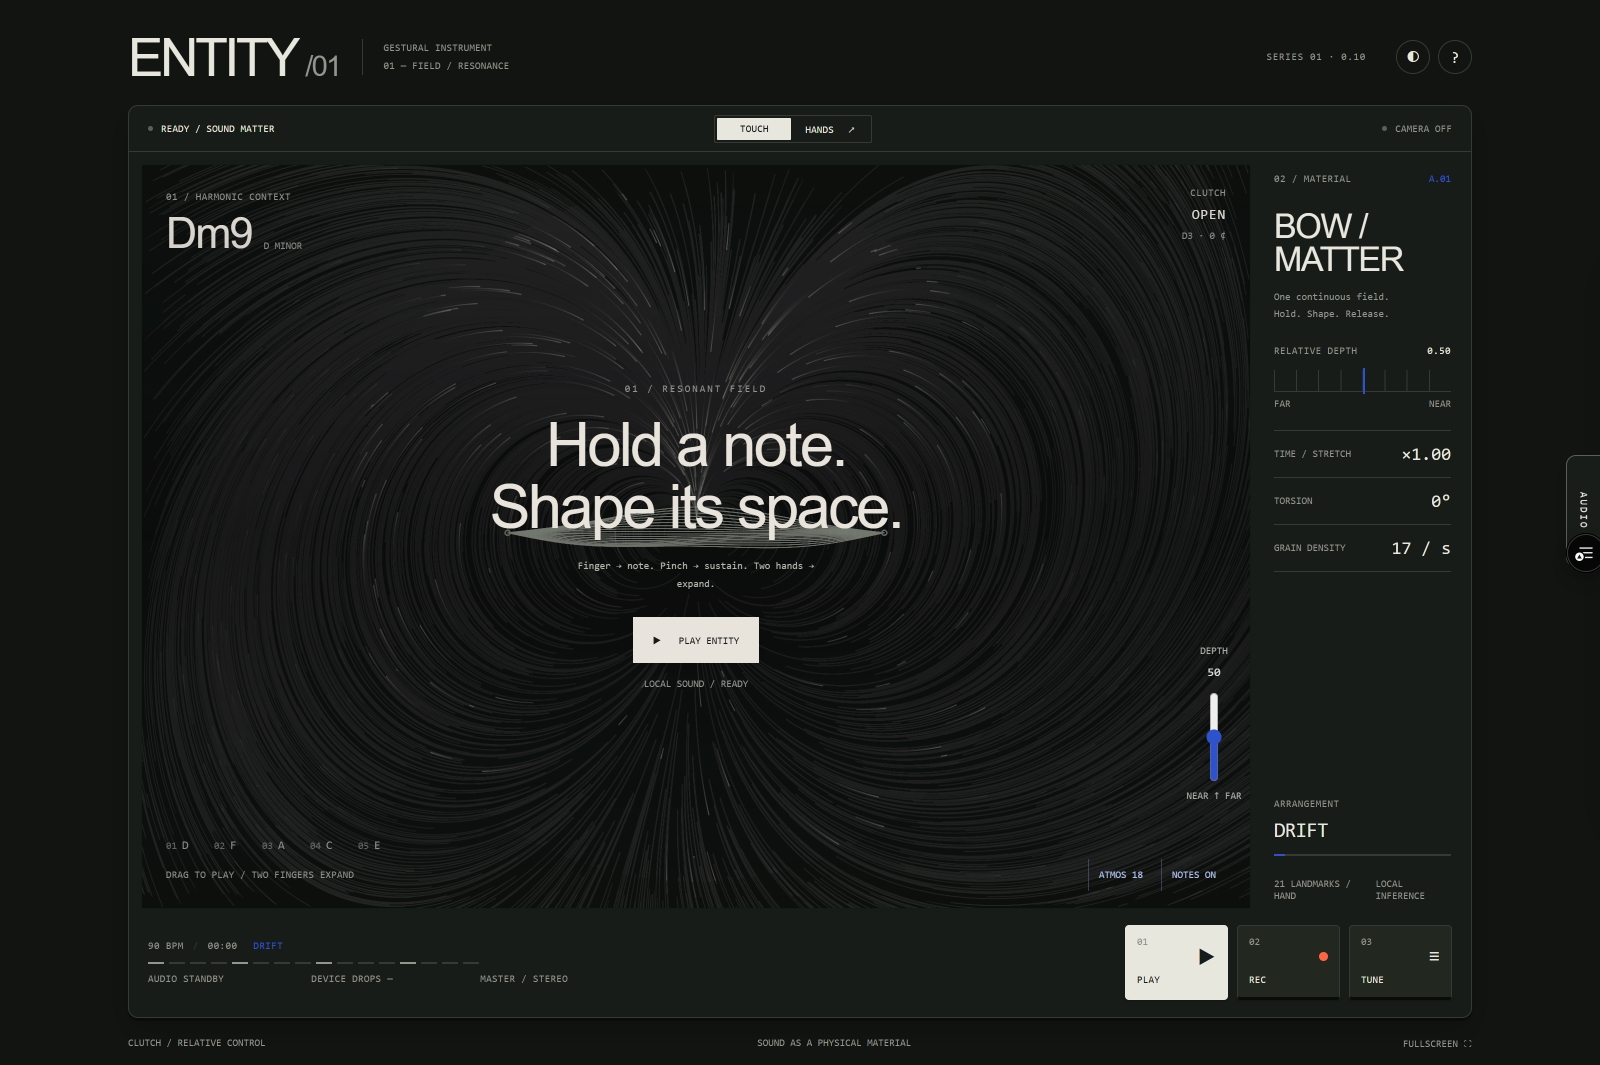 ENTITY /01
GESTURAL INSTRUMENT
01 — FIELD / RESONANCE
SERIES 01 · 0.10
?
READY / SOUND MATTER
TOUCH
HANDS ↗
CAMERA OFF
01 / HARMONIC CONTEXT
Dm9 D MINOR
CLUTCH
OPEN
D3 · 0 ¢
01 / RESONANT FIELD
Hold a note.
Shape its space.
Finger → note. Pinch → sustain. Two hands →
expand.
▶ PLAY ENTITY
LOCAL SOUND / READY
DEPTH
50
NEAR ↑ FAR
01 D 02 F 03 A 04 C 05 E
DRAG TO PLAY / TWO FINGERS EXPAND
ATMOS 18
NOTES ON
02 / MATERIAL
A.01
BOW /
MATTER
One continuous field.
Hold. Shape. Release.
RELATIVE DEPTH 0.50
FAR NEAR
TIME / STRETCH ×1.00
TORSION 0°
GRAIN DENSITY 17 / s
ARRANGEMENT
DRIFT
21 LANDMARKS /
HAND
LOCAL
INFERENCE
AUDIO
90 BPM / 00:00 DRIFT
AUDIO STANDBY
DEVICE DROPS —
MASTER / STEREO
01
PLAY
02
REC
03
TUNE
CLUTCH / RELATIVE CONTROL
SOUND AS A PHYSICAL MATERIAL
FULLSCREEN ⛶